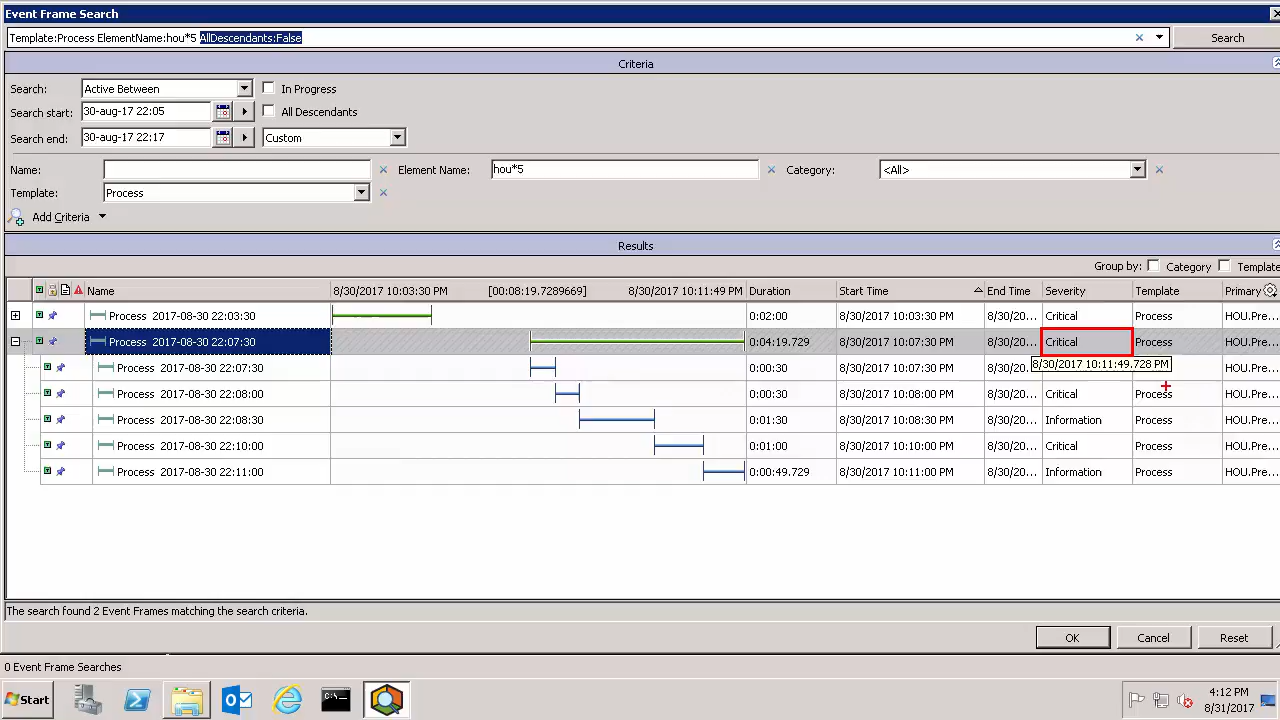 Event Frame Search
Template:Process ElementName:hou*5 AllDescendants:False
Search
Criteria
Search: Active Between In Progress
Search start: 30-aug-17 22:05 All Descendants
Search end: 30-aug-17 22:17 Custom
Name: Element Name: hou*5 Category: <All>
Template: Process
Add Criteria
Results
Group by: Category Template
Name 8/30/2017 10:03:30 PM [00:08:19.7289669] 8/30/2017 10:11:49 PM Duration Start Time End Time Severity Template Primary
Process 2017-08-30 22:03:30 0:02:00 8/30/2017 10:03:30 PM 8/30/20... Critical Process HOU.Pre...
Process 2017-08-30 22:07:30 0:04:19.729 8/30/2017 10:07:30 PM 8/30/20... Critical Process HOU.Pre...
Process 2017-08-30 22:07:30 0:00:30 8/30/2017 10:07:30 PM 8/30/20... 8/30/2017 10:11:49.728 PM HOU.Pre...
Process 2017-08-30 22:08:00 0:00:30 8/30/2017 10:08:00 PM 8/30/20... Critical Process HOU.Pre...
Process 2017-08-30 22:08:30 0:01:30 8/30/2017 10:08:30 PM 8/30/20... Information Process HOU.Pre...
Process 2017-08-30 22:10:00 0:01:00 8/30/2017 10:10:00 PM 8/30/20... Critical Process HOU.Pre...
Process 2017-08-30 22:11:00 0:00:49.729 8/30/2017 10:11:00 PM 8/30/20... Information Process HOU.Pre...
The search found 2 Event Frames matching the search criteria.
OK Cancel Reset
0 Event Frame Searches
Start
4:12 PM
8/31/2017